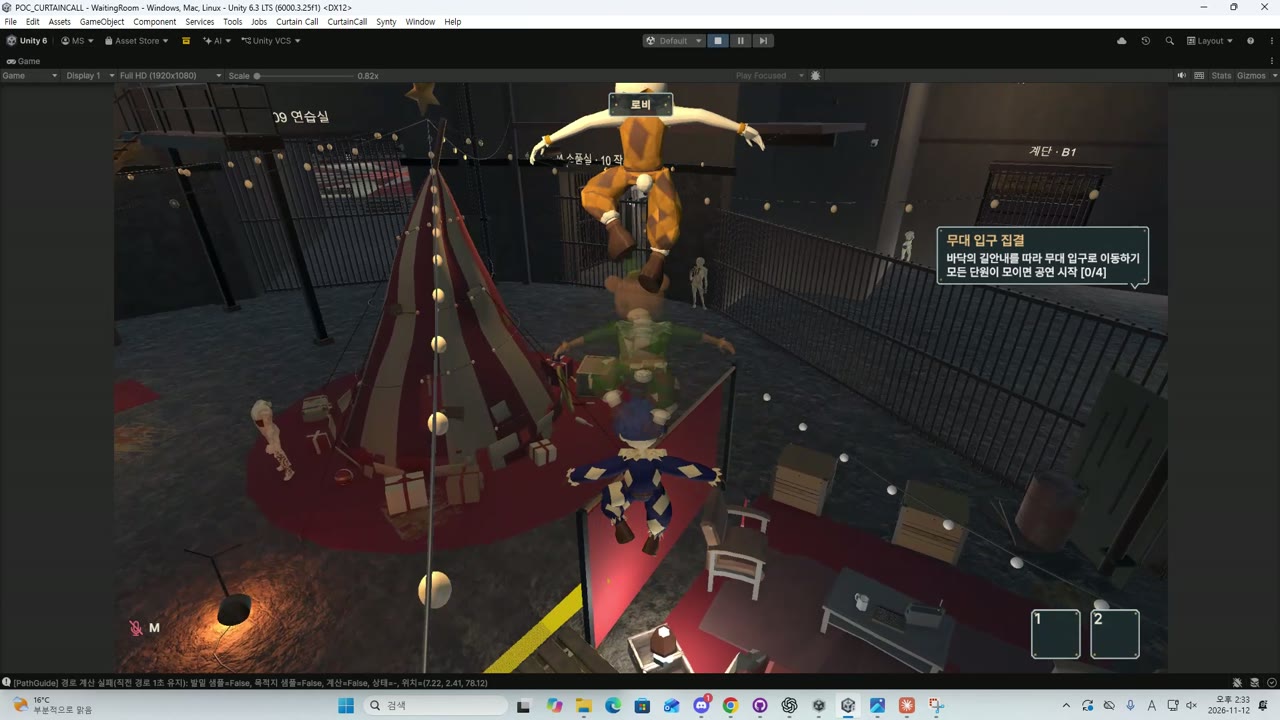 POC_CURTAINCALL - WaitingRoom - Windows, Mac, Linux - Unity 6.3 LTS (6000.3.25f1) <DX12>
File Edit Assets GameObject Component Services Tools Jobs Curtain Call CurtainCall Synty Window Help
Unity 6 MS Asset Store AI Unity VCS Default Layout
Game
Game Display 1 Full HD (1920x1080) Scale 0.82x Play Focused Stats Gizmos
로비
09 연습실
소품실 · 10 작
계단 · B1
무대 입구 집결
바닥의 길안내를 따라 무대 입구로 이동하기
모든 단원이 모이면 공연 시작 [0/4]
M
1 2
[PathGuide] 경로 계산 실패(직전 경로 1초 유지): 발밑 샘플=False, 목적지 샘플=False, 계산=False, 상태=-, 위치=(7.22, 2.41, 78.12)
16°C
부분적으로 맑음
검색
1
A
오후 2:33
2026-11-12